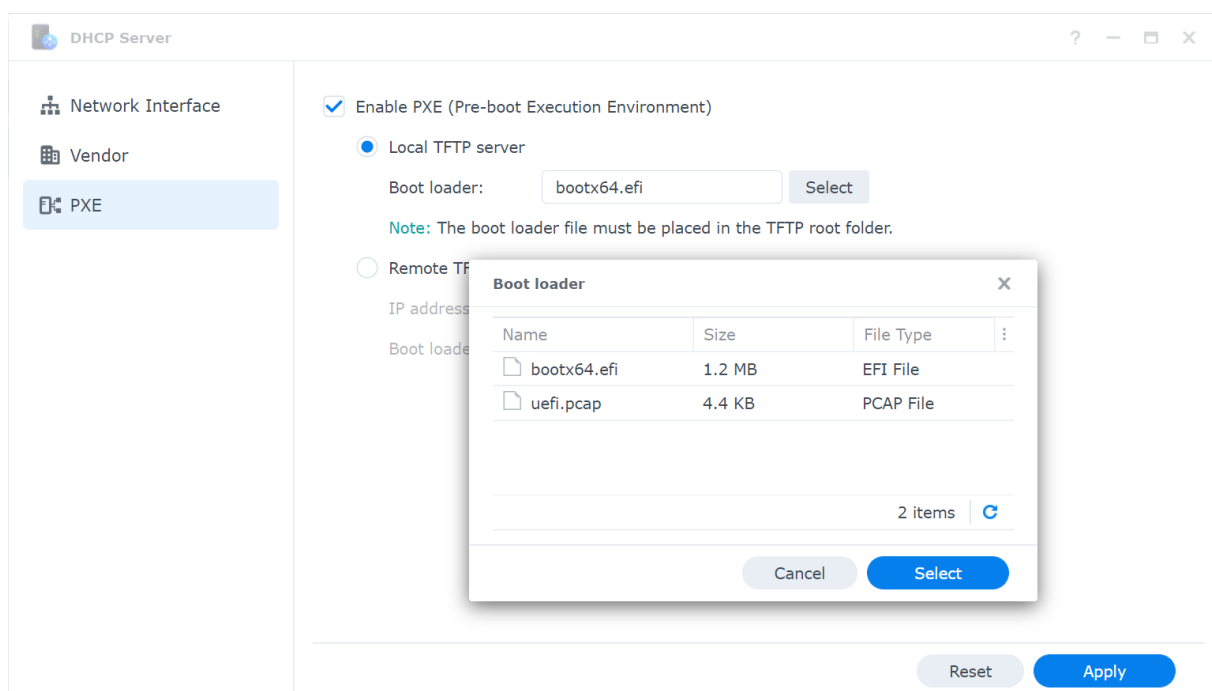 DHCP Server
Network Interface
Vendor
PXE
Enable PXE (Pre-boot Execution Environment)
Local TFTP server
Boot loader: bootx64.efi Select
Note: The boot loader file must be placed in the TFTP root folder.
Remote
IP address
Boot
Boot loader
Name Size File Type
bootx64.efi 1.2 MB EFI File
uefi.pcap 4.4 KB PCAP File
2 items
Cancel Select
Reset Apply